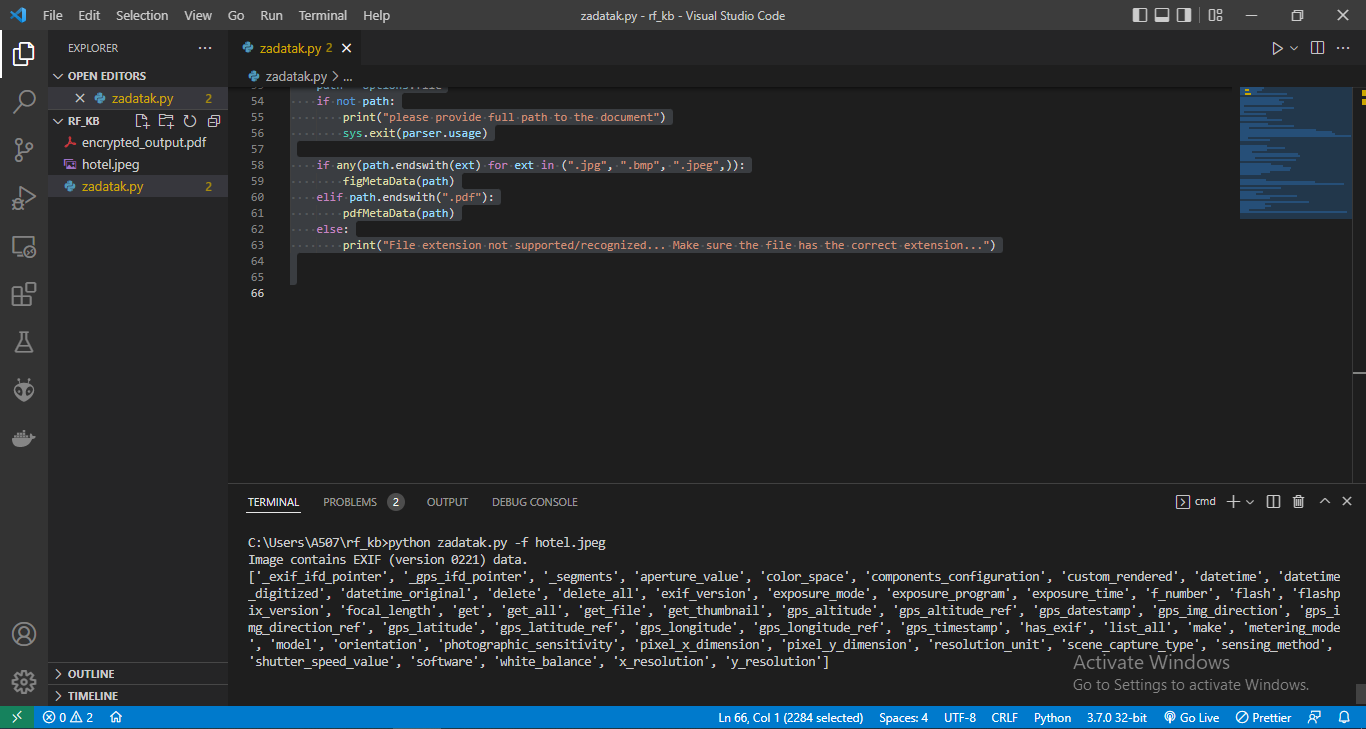 File Edit Selection View Go Run Terminal Help zadatak.py - rf_kb - Visual Studio Code
EXPLORER
OPEN EDITORS
zadatak.py 2
RF_KB
encrypted_output.pdf
hotel.jpeg
zadatak.py 2
OUTLINE
TIMELINE
zadatak.py 2
zadatak.py > ...
54 if not path:
55 print("please provide full path to the document")
56 sys.exit(parser.usage)
57
58 if any(path.endswith(ext) for ext in (".jpg", ".bmp", ".jpeg",)):
59 figMetaData(path)
60 elif path.endswith(".pdf"):
61 pdfMetaData(path)
62 else:
63 print("File extension not supported/recognized... Make sure the file has the correct extension...")
64
65
66
TERMINAL PROBLEMS 2 OUTPUT DEBUG CONSOLE cmd
C:\Users\A507\rf_kb>python zadatak.py -f hotel.jpeg
Image contains EXIF (version 0221) data.
['_exif_ifd_pointer', '_gps_ifd_pointer', '_segments', 'aperture_value', 'color_space', 'components_configuration', 'custom_rendered', 'datetime', 'datetime
_digitized', 'datetime_original', 'delete', 'delete_all', 'exif_version', 'exposure_mode', 'exposure_program', 'exposure_time', 'f_number', 'flash', 'flashp
ix_version', 'focal_length', 'get', 'get_all', 'get_file', 'get_thumbnail', 'gps_altitude', 'gps_altitude_ref', 'gps_datestamp', 'gps_img_direction', 'gps_i
mg_direction_ref', 'gps_latitude', 'gps_latitude_ref', 'gps_longitude', 'gps_longitude_ref', 'gps_timestamp', 'has_exif', 'list_all', 'make', 'metering_mode
', 'model', 'orientation', 'photographic_sensitivity', 'pixel_x_dimension', 'pixel_y_dimension', 'resolution_unit', 'scene_capture_type', 'sensing_method',
'shutter_speed_value', 'software', 'white_balance', 'x_resolution', 'y_resolution']
Activate Windows
Go to Settings to activate Windows.
0 2 Ln 66, Col 1 (2284 selected) Spaces: 4 UTF-8 CRLF Python 3.7.0 32-bit Go Live Prettier